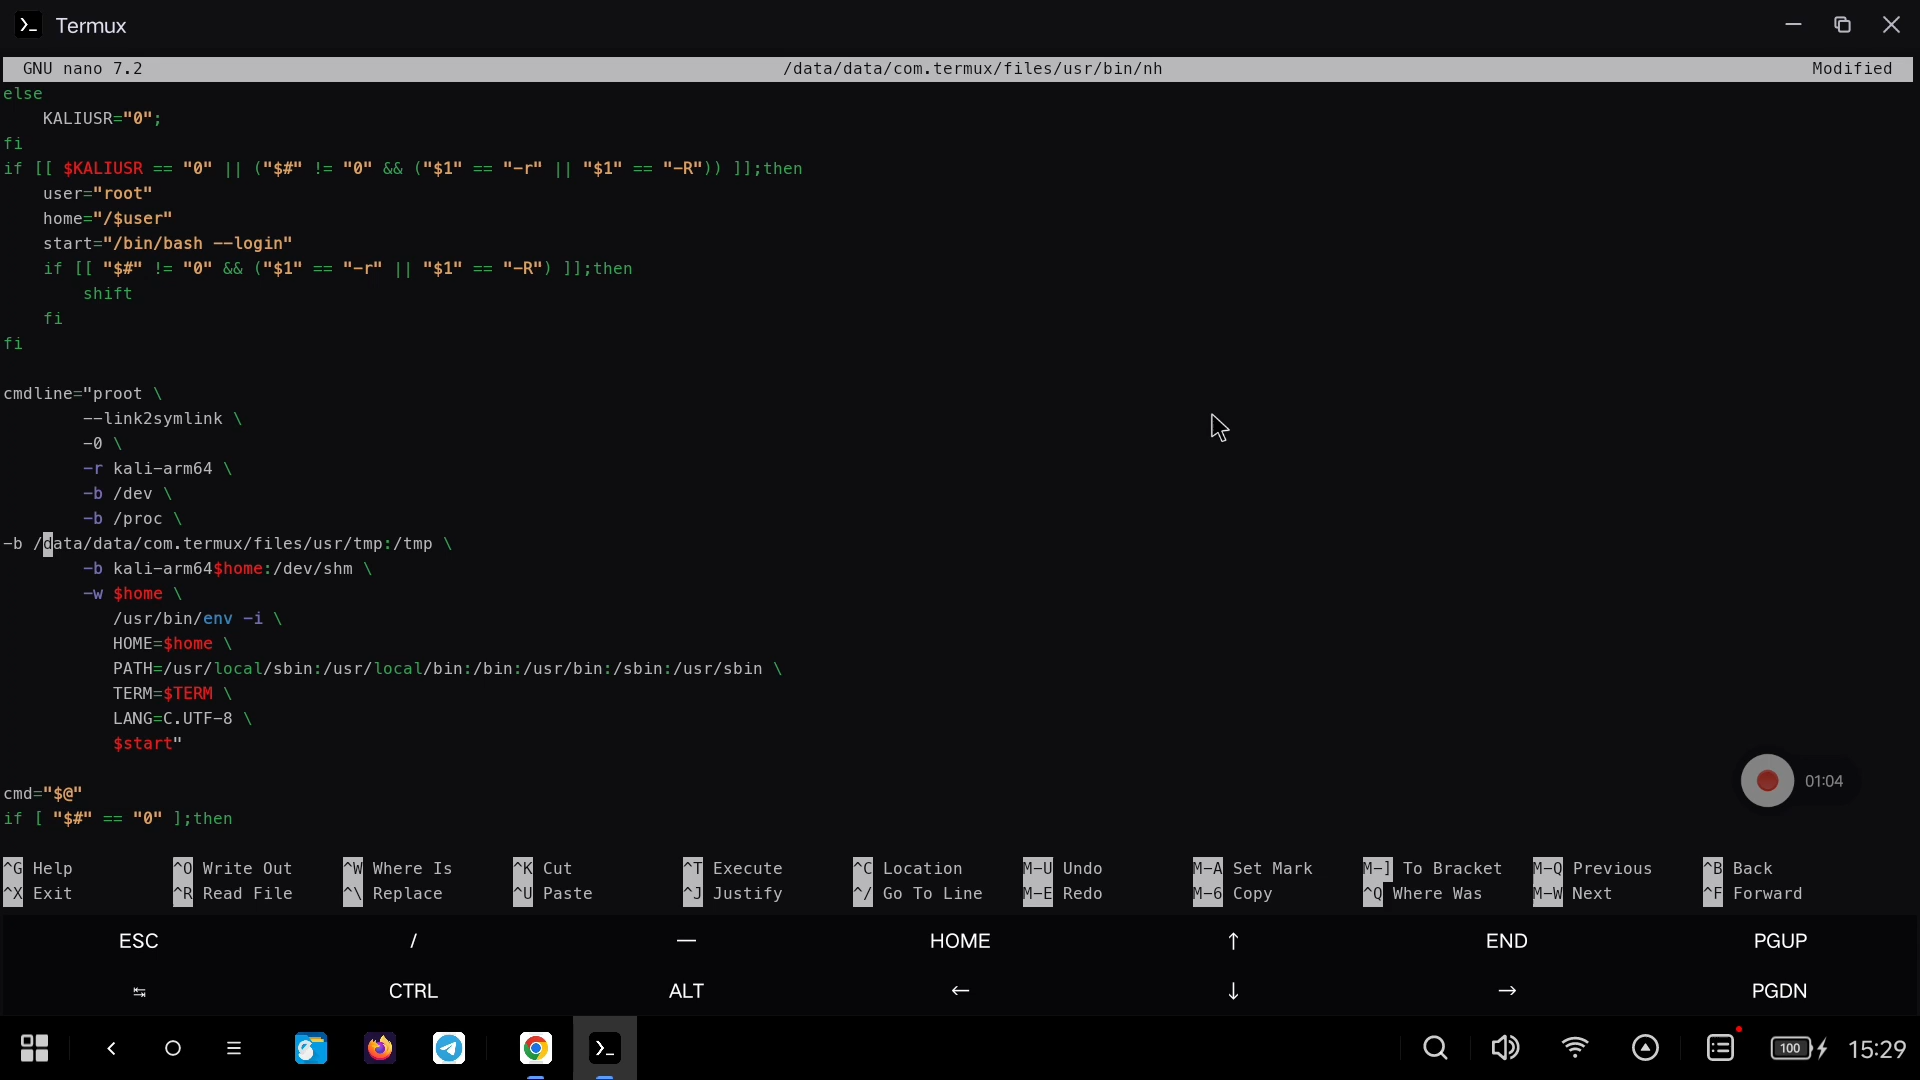 Termux
GNU nano 7.2 /data/data/com.termux/files/usr/bin/nh Modified
else
KALIUSR="0";
fi
if [[ $KALIUSR == "0" || ("$#" != "0" && ("$1" == "-r" || "$1" == "-R")) ]];then
user="root"
home="/$user"
start="/bin/bash --login"
if [[ "$#" != "0" && ("$1" == "-r" || "$1" == "-R") ]];then
shift
fi
fi
cmdline="proot \
--link2symlink \
-0 \
-r kali-arm64 \
-b /dev \
-b /proc \
-b /data/data/com.termux/files/usr/tmp:/tmp \
-b kali-arm64$home:/dev/shm \
-w $home \
/usr/bin/env -i \
HOME=$home \
PATH=/usr/local/sbin:/usr/local/bin:/bin:/usr/bin:/sbin:/usr/sbin \
TERM=$TERM \
LANG=C.UTF-8 \
$start"
cmd="$@"
if [ "$#" == "0" ];then
01:04
^G Help ^O Write Out ^W Where Is ^K Cut ^T Execute ^C Location M-U Undo M-A Set Mark M-] To Bracket M-Q Previous ^B Back
^X Exit ^R Read File ^\ Replace ^U Paste ^J Justify ^/ Go To Line M-E Redo M-6 Copy ^Q Where Was M-W Next ^F Forward
ESC / — HOME ↑ END PGUP
↹ CTRL ALT ← ↓ → PGDN
100 15:29